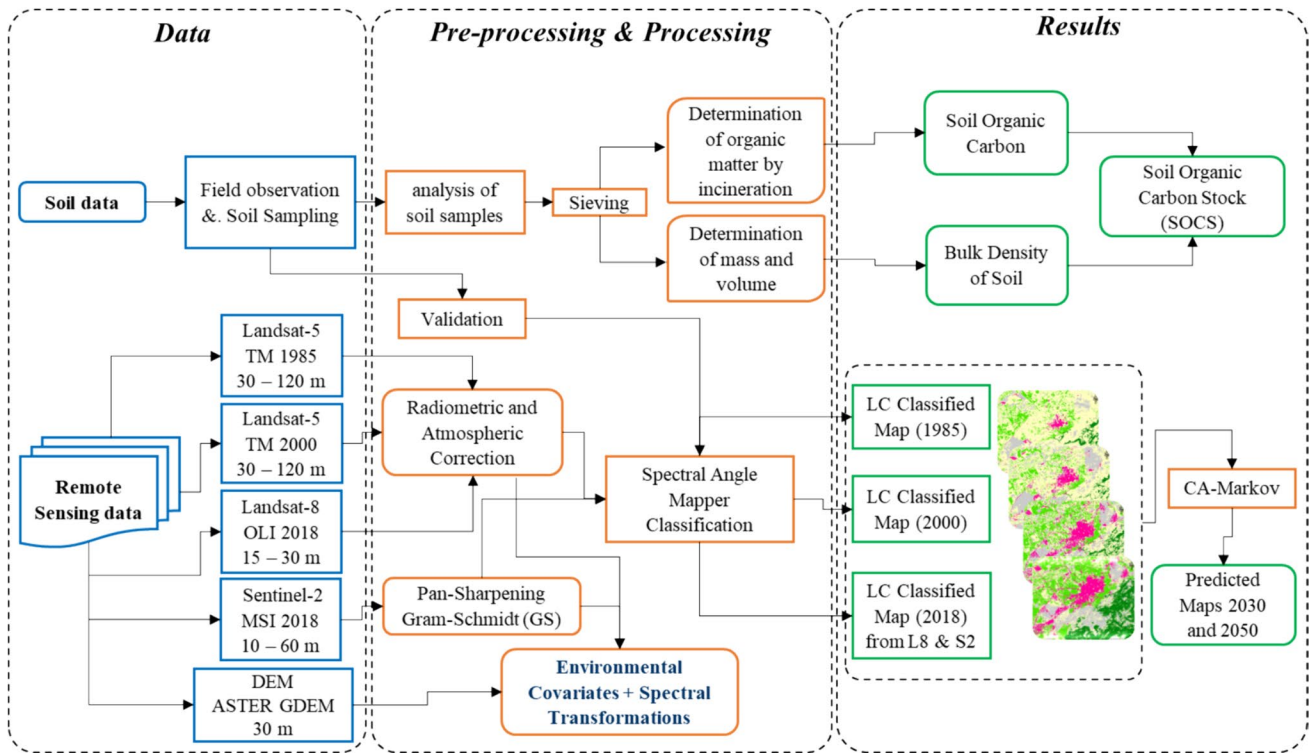 Data
Soil data
Field observation
&. Soil Sampling
Landsat-5
TM 1985
30 – 120 m
Landsat-5
TM 2000
30 – 120 m
Remote
Sensing data
Landsat-8
OLI 2018
15 – 30 m
Sentinel-2
MSI 2018
10 – 60 m
DEM
ASTER GDEM
30 m
Pre-processing & Processing
analysis of
soil samples
Sieving
Determination
of organic
matter by
incineration
Determination
of mass and
volume
Validation
Radiometric and
Atmospheric
Correction
Spectral Angle
Mapper
Classification
Pan-Sharpening
Gram-Schmidt (GS)
Environmental
Covariates + Spectral
Transformations
Results
Soil Organic
Carbon
Soil Organic
Carbon Stock
(SOCS)
Bulk Density
of Soil
LC Classified
Map (1985)
LC Classified
Map (2000)
LC Classified
Map (2018)
from L8 & S2
CA-Markov
Predicted
Maps 2030
and 2050